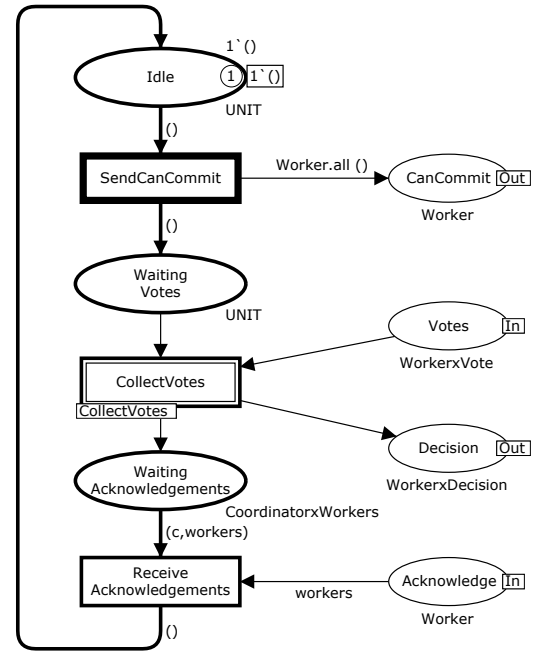 1`()
Idle
1
1`()
UNIT
()
SendCanCommit
Worker.all ()
CanCommit
Out
Worker
()
Waiting
Votes
UNIT
Votes
In
WorkerxVote
CollectVotes
CollectVotes
Decision
Out
WorkerxDecision
Waiting
Acknowledgements
CoordinatorxWorkers
(c,workers)
Receive
Acknowledgements
workers
Acknowledge
In
Worker
()